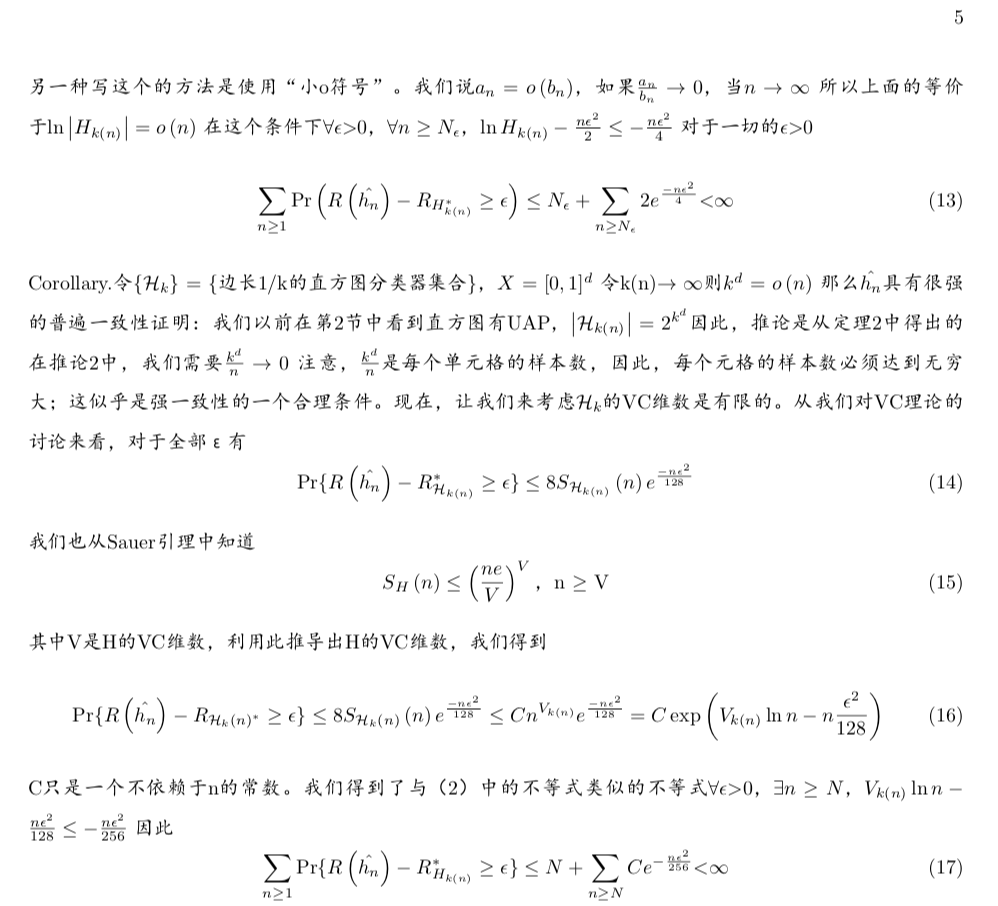 5
另一种写这个的方法是使用“小o符号”。我们说$a_n = o\left(b_n\right)$，如果$\frac{a_n}{b_n} \to 0$，当$n \to \infty$ 所以上面的等价
于$\ln\left|H_{k(n)}\right| = o\left(n\right)$ 在这个条件下$\forall\epsilon$>0，$\forall n \geq N_\epsilon$，$\ln H_{k(n)} - \frac{n\epsilon^2}{2} \leq -\frac{n\epsilon^2}{4}$ 对于一切的$\epsilon$>0
$\sum_{n \geq 1} \Pr\left(R\left(\hat{h_n}\right) - R_{H^*_{k(n)}} \geq \epsilon\right) \leq N_\epsilon + \sum_{n \geq N_\epsilon} 2e^{\frac{-n\epsilon^2}{4}} < \infty$ (13)
Corollary.令$\{\mathcal{H}_k\}$ = {边长1/k的直方图分类器集合}，$X = [0,1]^d$ 令k(n)$\to \infty$则$k^d = o\left(n\right)$ 那么$\hat{h_n}$具有很强
的普遍一致性证明：我们以前在第2节中看到直方图有UAP，$\left|\mathcal{H}_{k(n)}\right| = 2^{k^d}$因此，推论是从定理2中得出的
在推论2中，我们需要$\frac{k^d}{n} \to 0$ 注意，$\frac{k^d}{n}$是每个单元格的样本数，因此，每个元格的样本数必须达到无穷
大；这似乎是强一致性的一个合理条件。现在，让我们来考虑$\mathcal{H}_k$的VC维数是有限的。从我们对VC理论的
讨论来看，对于全部 ε 有
$\Pr\{R\left(\hat{h_n}\right) - R^*_{\mathcal{H}_{k(n)}} \geq \epsilon\} \leq 8S_{\mathcal{H}_{k(n)}}\left(n\right)e^{\frac{-n\epsilon^2}{128}}$ (14)
我们也从Sauer引理中知道
$S_H\left(n\right) \leq \left(\frac{ne}{V}\right)^V$，n ≥ V (15)
其中V是H的VC维数，利用此推导出H的VC维数，我们得到
$\Pr\{R\left(\hat{h_n}\right) - R_{\mathcal{H}_k(n)^*} \geq \epsilon\} \leq 8S_{\mathcal{H}_k(n)}\left(n\right)e^{\frac{-n\epsilon^2}{128}} \leq Cn^{V_{k(n)}}e^{\frac{-n\epsilon^2}{128}} = C\exp\left(V_{k(n)}\ln n - n\frac{\epsilon^2}{128}\right)$ (16)
C只是一个不依赖于n的常数。我们得到了与（2）中的不等式类似的不等式$\forall\epsilon$>0，$\exists n \geq N$，$V_{k(n)}\ln n -$
$\frac{n\epsilon^2}{128} \leq -\frac{n\epsilon^2}{256}$ 因此
$\sum_{n \geq 1} \Pr\{R\left(\hat{h_n}\right) - R^*_{H_{k(n)}} \geq \epsilon\} \leq N + \sum_{n \geq N} Ce^{-\frac{n\epsilon^2}{256}} < \infty$ (17)